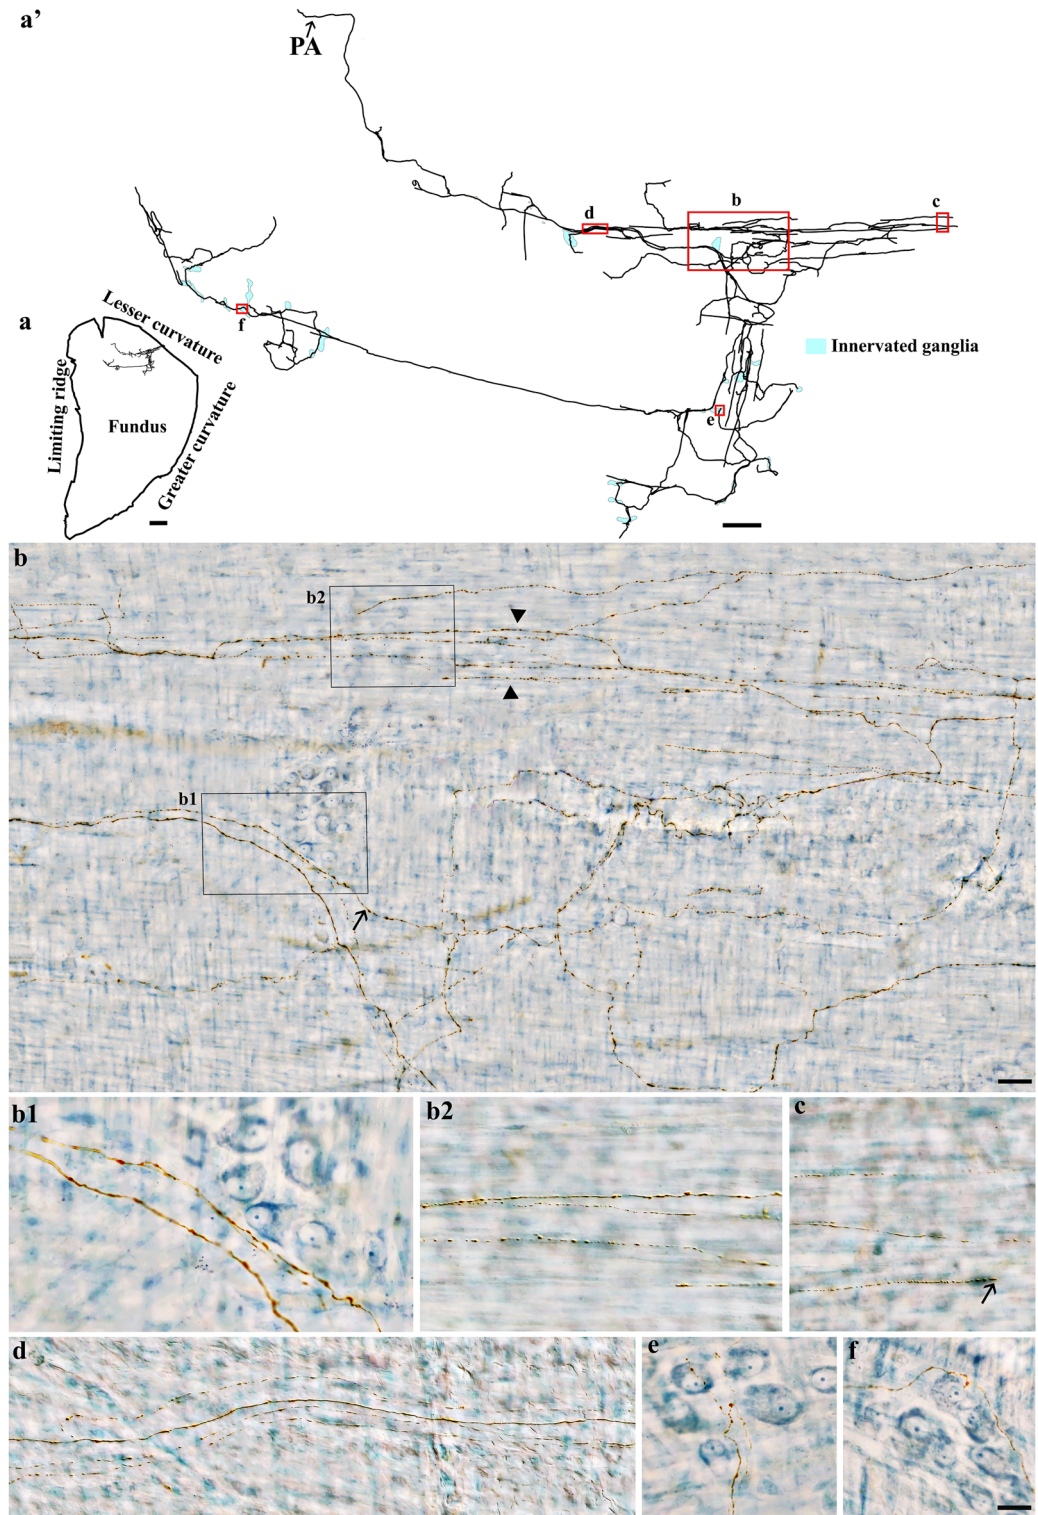 a’
PA
d
b
c
f
Innervated ganglia
e
a
Lesser curvature
Limiting ridge
Fundus
Greater curvature
b
b2
b1
b1
b2
c
d
e
f